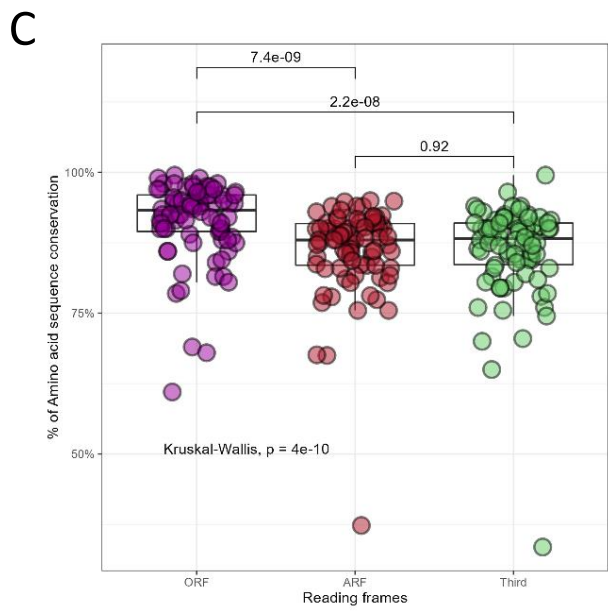 C
7.4e-09
2.2e-08
0.92
100%
75%
50%
% of Amino acid sequence conservation
Kruskal-Wallis, p = 4e-10
ORF ARF Third
Reading frames